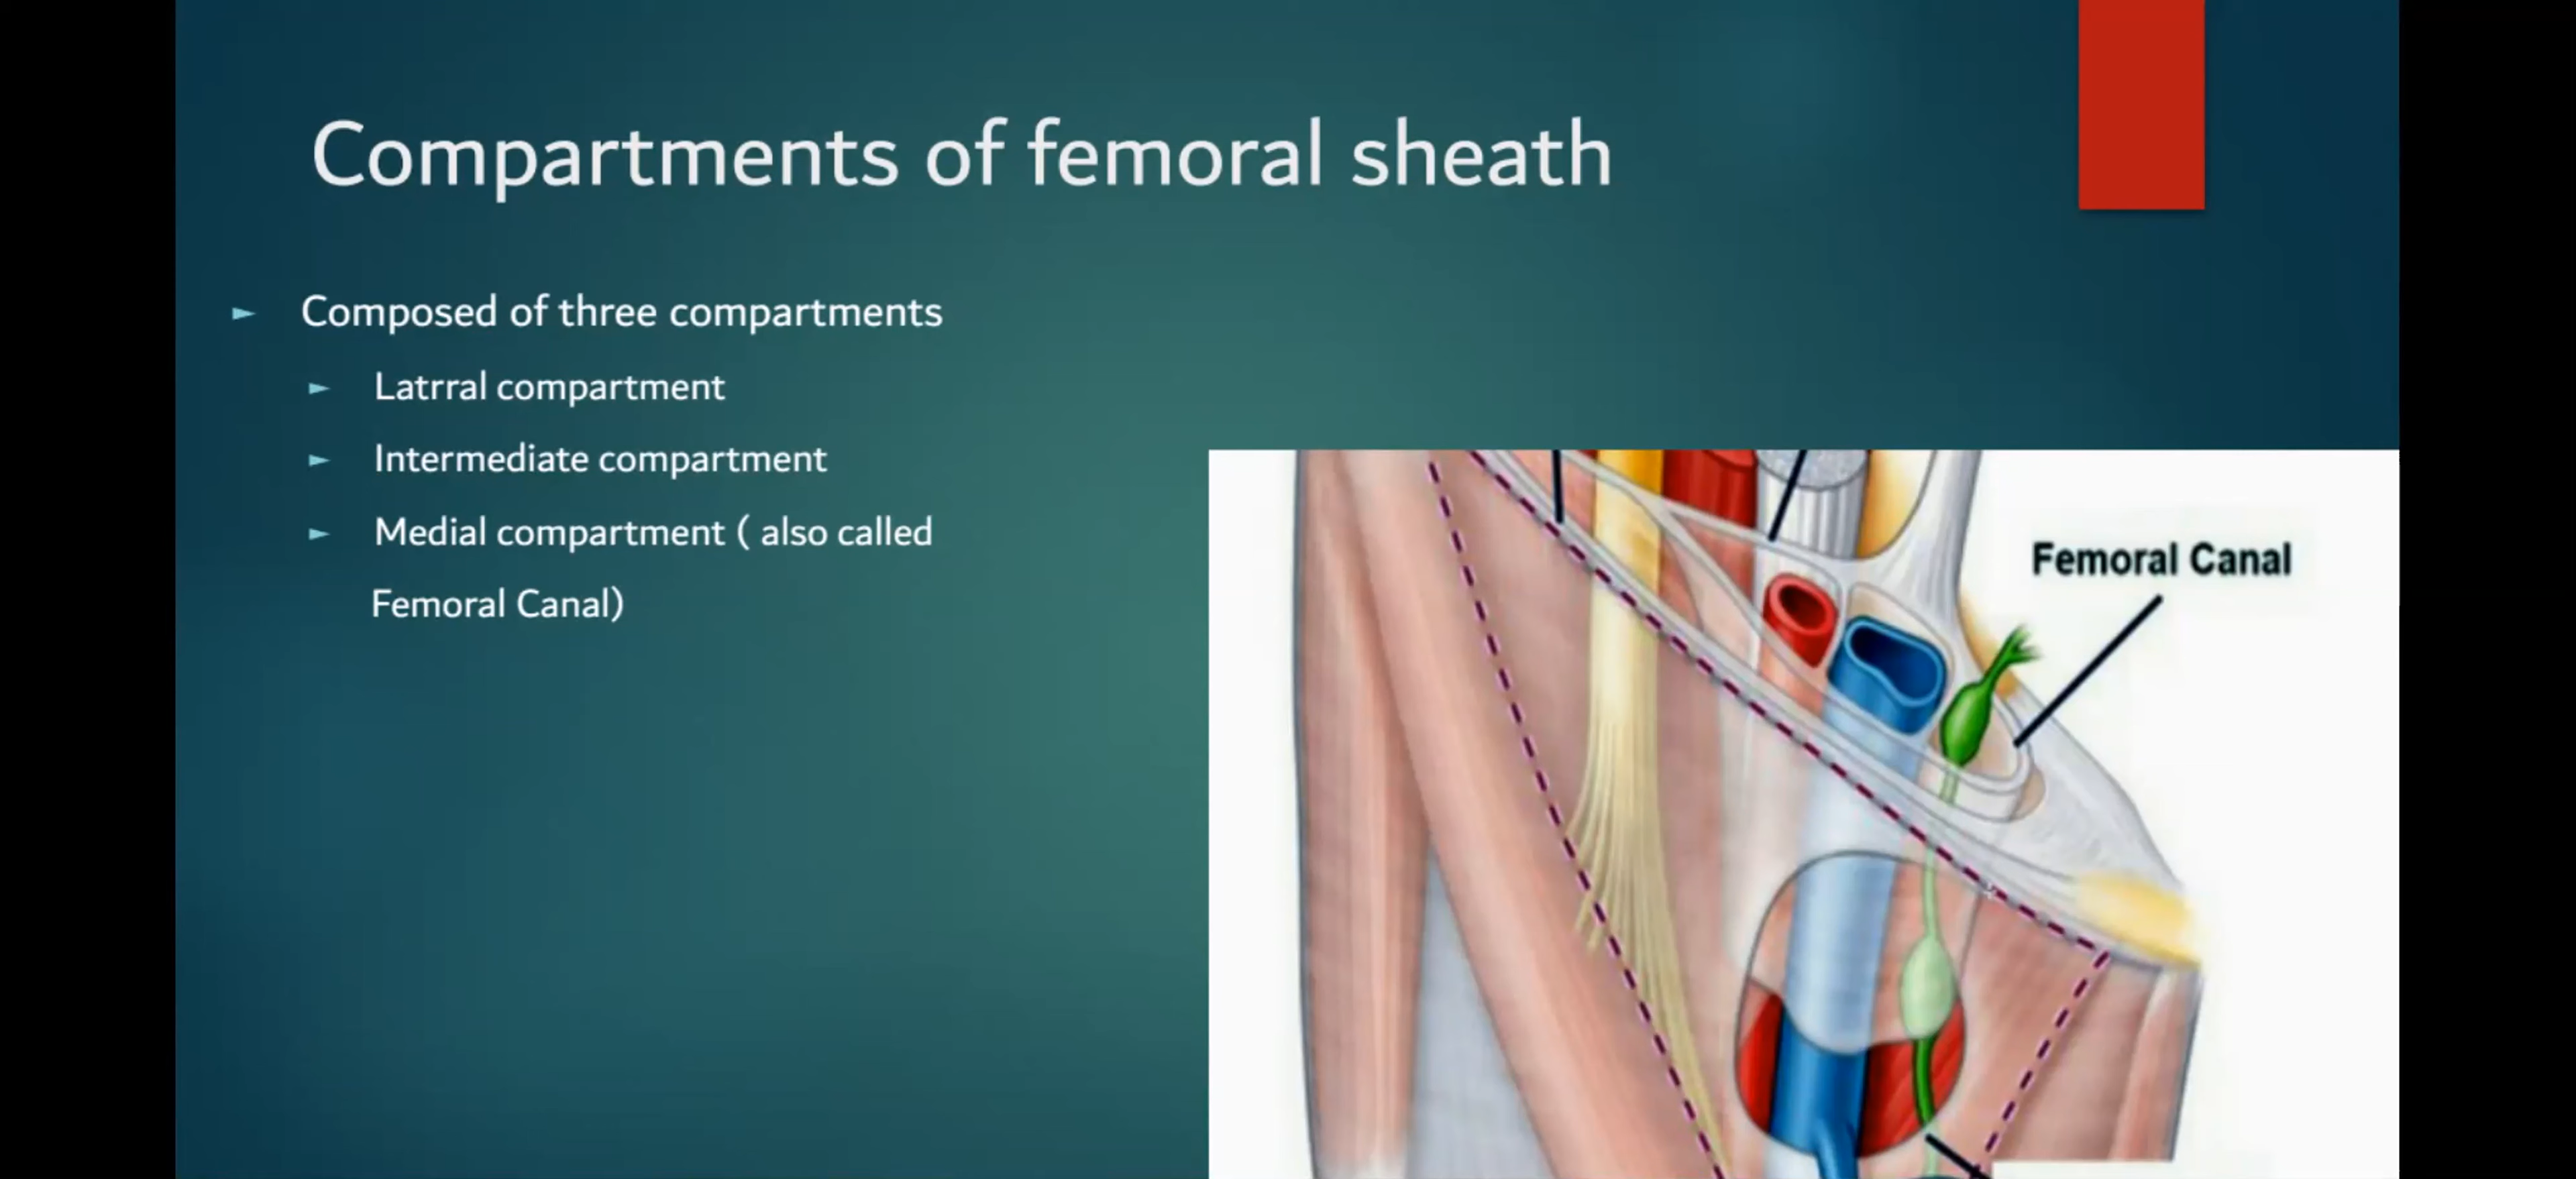 Compartments of femoral sheath
► Composed of three compartments
► Latrral compartment
► Intermediate compartment
► Medial compartment ( also called
Femoral Canal)
Femoral Canal